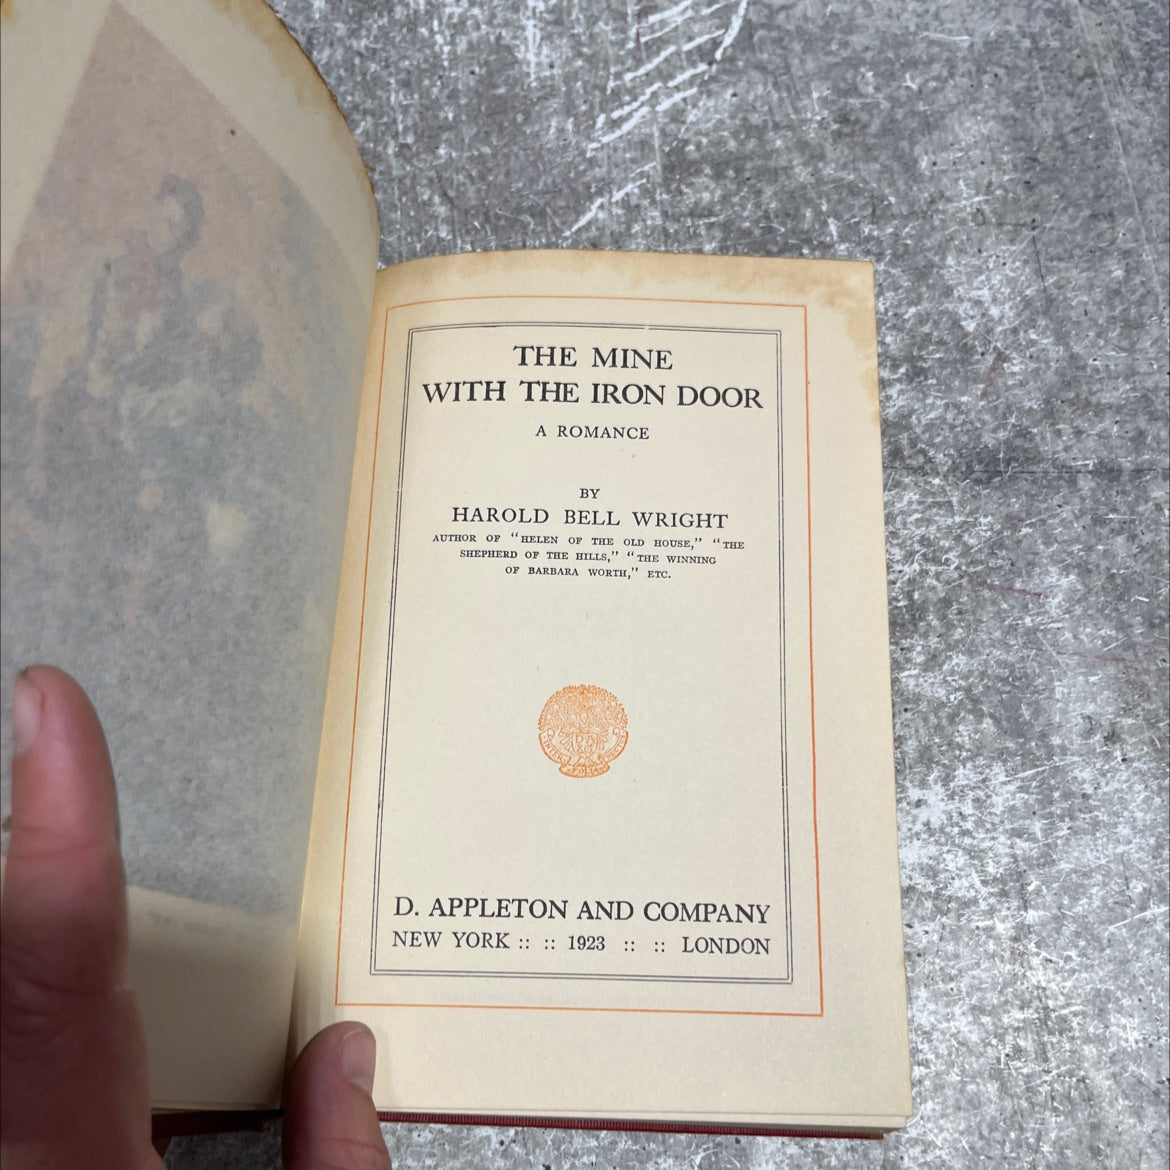 THE MINE
WITH THE IRON DOOR
A ROMANCE
BY
HAROLD BELL WRIGHT
AUTHOR OF "HELEN OF THE OLD HOUSE," "THE
SHEPHERD OF THE HILLS," "THE WINNING
OF BARBARA WORTH," ETC.
D. APPLETON AND COMPANY
NEW YORK :: :: 1923 :: :: LONDON